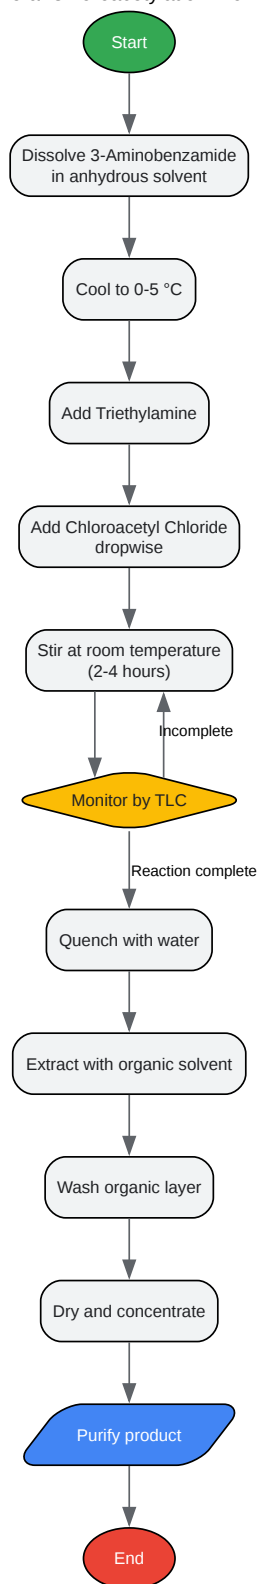 Start
Dissolve 3-Aminobenzamide
in anhydrous solvent
Cool to 0-5 °C
Add Triethylamine
Add Chloroacetyl Chloride
dropwise
Stir at room temperature
(2-4 hours)
Incomplete
Monitor by TLC
Reaction complete
Quench with water
Extract with organic solvent
Wash organic layer
Dry and concentrate
Purify product
End